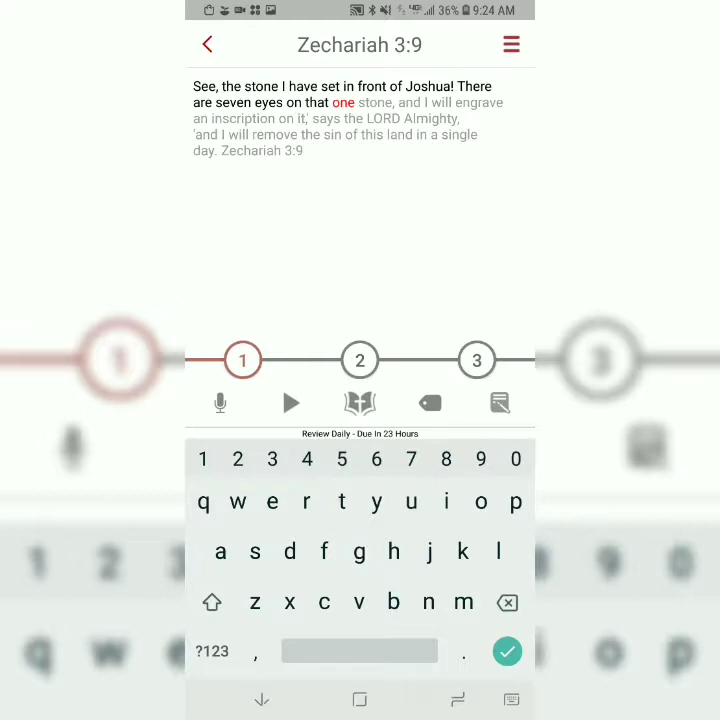 36% 9:24 AM
Zechariah 3:9
See, the stone I have set in front of Joshua! There
are seven eyes on that one stone, and I will engrave
an inscription on it,' says the LORD Almighty,
'and I will remove the sin of this land in a single
day. Zechariah 3:9
1 2 3
Review Daily - Due In 23 Hours
1 2 3 4 5 6 7 8 9 0
q w e r t y u i o p
a s d f g h j k l
z x c v b n m
?123 , .